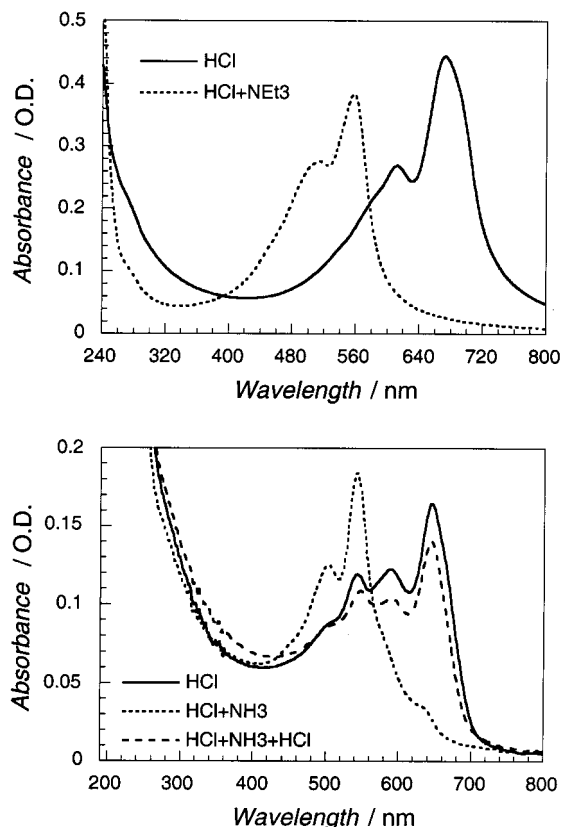 0.5
0.4
0.3
0.2
0.1
0
Absorbance / O.D.
HCl
HCl+NEt3
240 320 400 480 560 640 720 800
Wavelength / nm
0.2
0.15
0.1
0.05
0
Absorbance / O.D.
HCl
HCl+NH3
HCl+NH3+HCl
200 300 400 500 600 700 800
Wavelength / nm